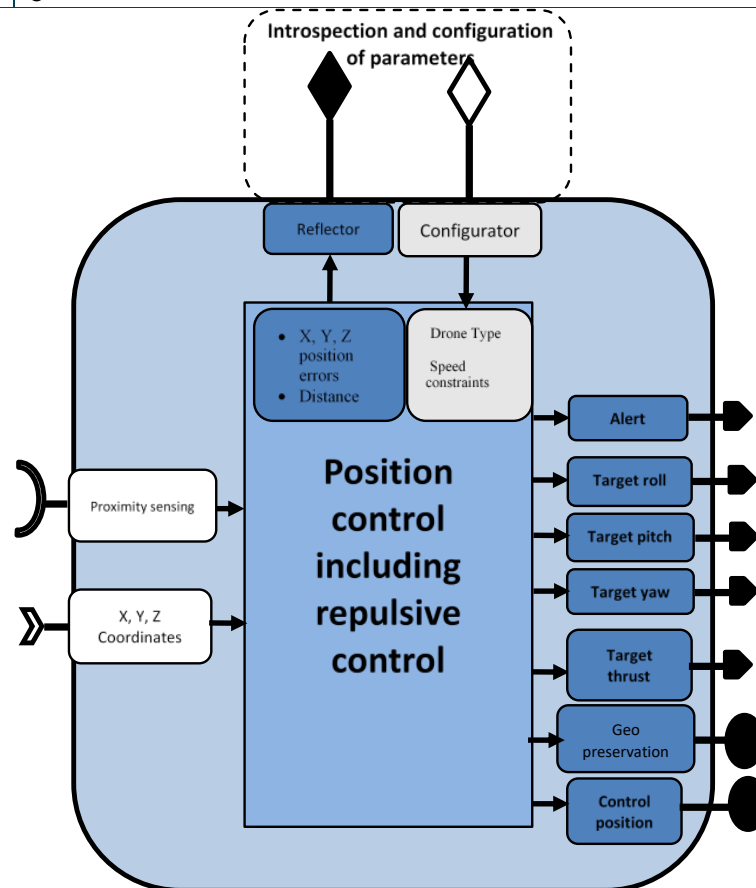 Introspection and configuration
of parameters
Reflector
Configurator
• X, Y, Z
position
errors
• Distance
Drone Type
Speed
constraints
Position
control
including
repulsive
control
Proximity sensing
X, Y, Z
Coordinates
Alert
Target roll
Target pitch
Target yaw
Target
thrust
Geo
preservation
Control
position